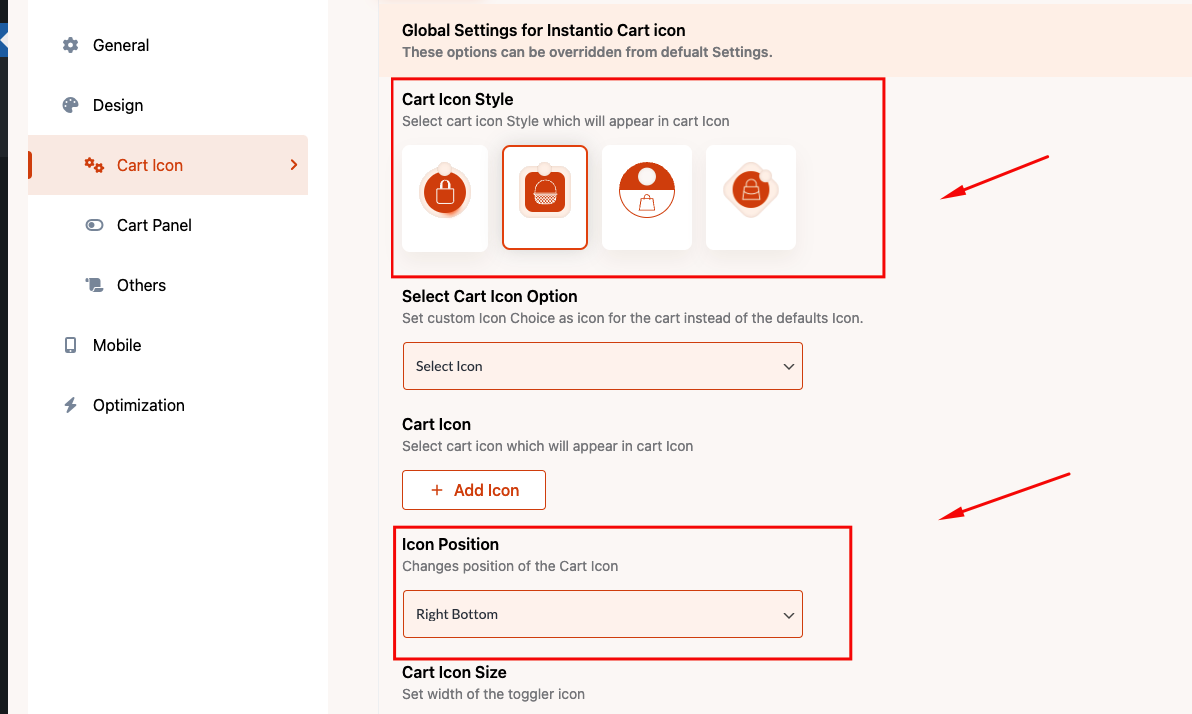 General
Design
Cart Icon
Cart Panel
Others
Mobile
Optimization
Global Settings for Instantio Cart icon
These options can be overridden from defualt Settings.
Cart Icon Style
Select cart icon Style which will appear in cart Icon
Select Cart Icon Option
Set custom Icon Choice as icon for the cart instead of the defaults Icon.
Select Icon
Cart Icon
Select cart icon which will appear in cart Icon
+ Add Icon
Icon Position
Changes position of the Cart Icon
Right Bottom
Cart Icon Size
Set width of the toggler icon